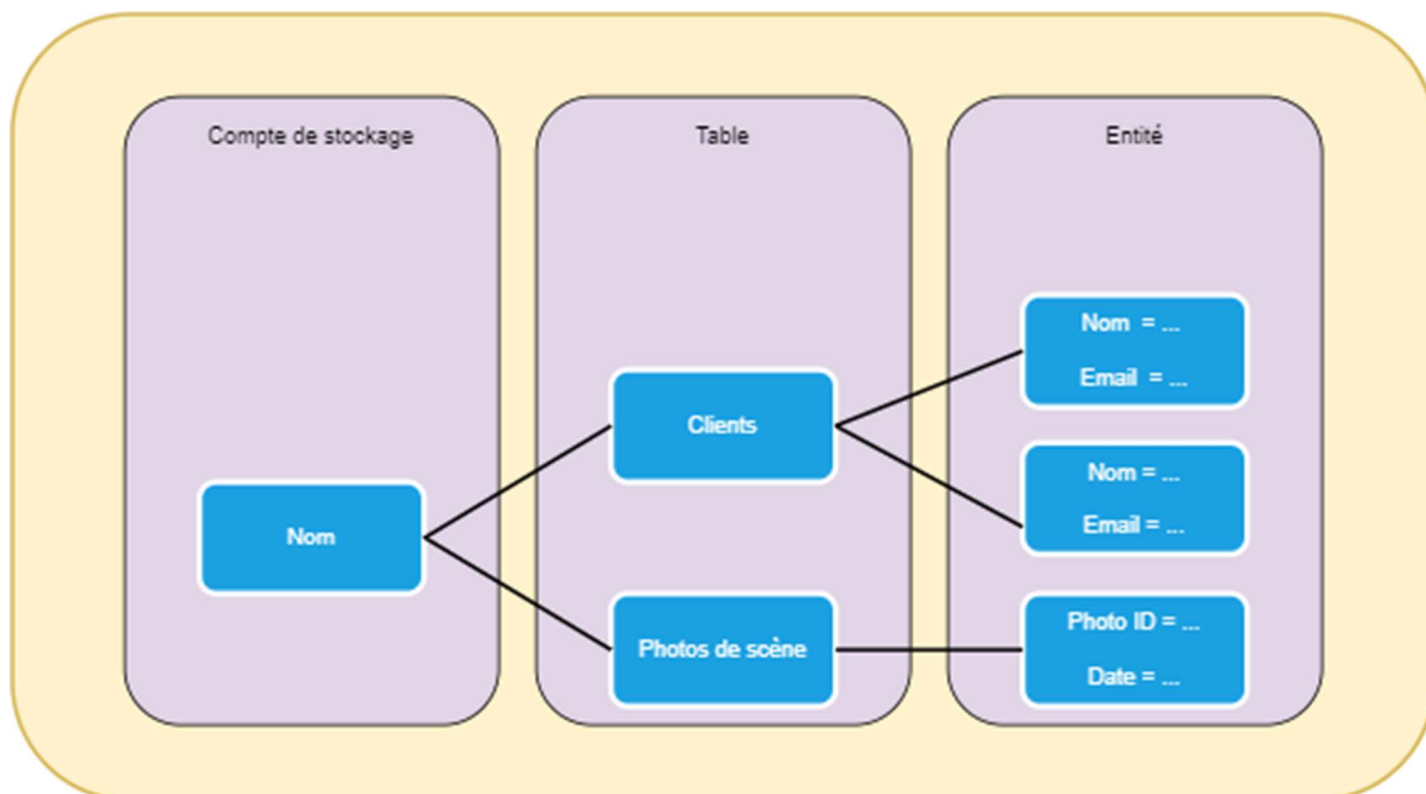 Compte de stockage
Table
Entité
Nom = ...
Email = ...
Clients
Nom = ...
Email = ...
Nom
Photo ID = ...
Photos de scène
Date = ...